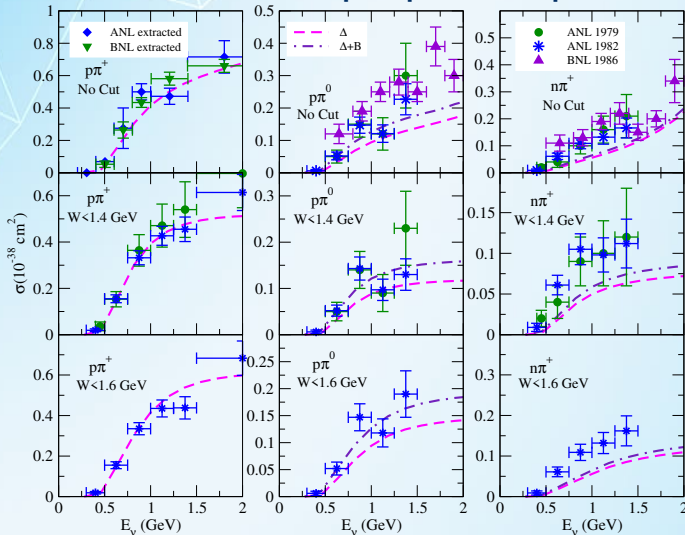 1
0.8
0.6
0.4
0.2
0
ANL extracted
BNL extracted
pπ⁺
No Cut
0.5
0.4
0.3
0.2
0.1
0
Δ
Δ+B
pπ⁰
No Cut
0.5
0.4
0.3
0.2
0.1
0
ANL 1979
ANL 1982
BNL 1986
nπ⁺
No Cut
σ(10⁻³⁸ cm²)
0.6
0.4
0.2
0
pπ⁺
W<1.4 GeV
0.3
0.2
0.1
0
pπ⁰
W<1.4 GeV
0.15
0.1
0.05
0
nπ⁺
W<1.4 GeV
0.6
0.4
0.2
0
pπ⁺
W<1.6 GeV
0 0.5 1 1.5 2
E_ν (GeV)
0.25
0.2
0.15
0.1
0.05
0
pπ⁰
W<1.6 GeV
0 0.5 1 1.5 2
E_ν (GeV)
0.3
0.2
0.1
0
nπ⁺
W<1.6 GeV
0 0.5 1 1.5 2
E_ν (GeV)